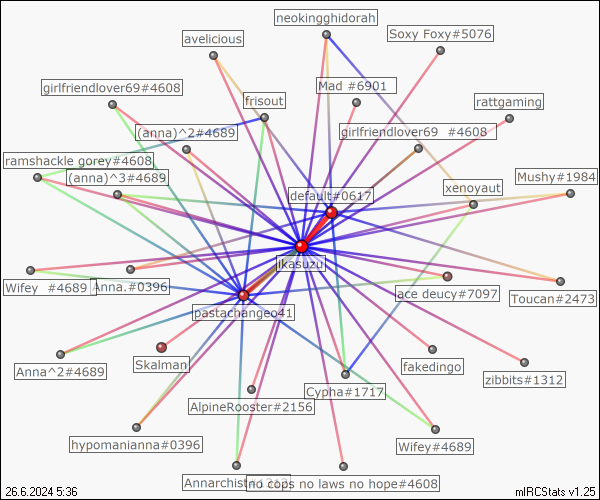 neokingghidorah
Soxy Foxy#5076
avelicious
girlfriendlover69#4608
Mad #6901
frisout
rattgaming
(anna)^2#4689
girlfriendlover69 #4608
ramshackle gorey#4608
(anna)^3#4689
Mushy#1984
xenoyaut
default#0617
ikasuzu
Wifey #4689
Anna.#0396
ace deucy#7097
Toucan#2473
pastachangeo41
Skalman
Anna^2#4689
fakedingo
zibbits#1312
Cypha#1717
AlpineRooster#2156
hypomanianna#0396
Wifey#4689
Annarchist
no cops no laws no hope#4608
26.6.2024 5:36
mIRCStats v1.25